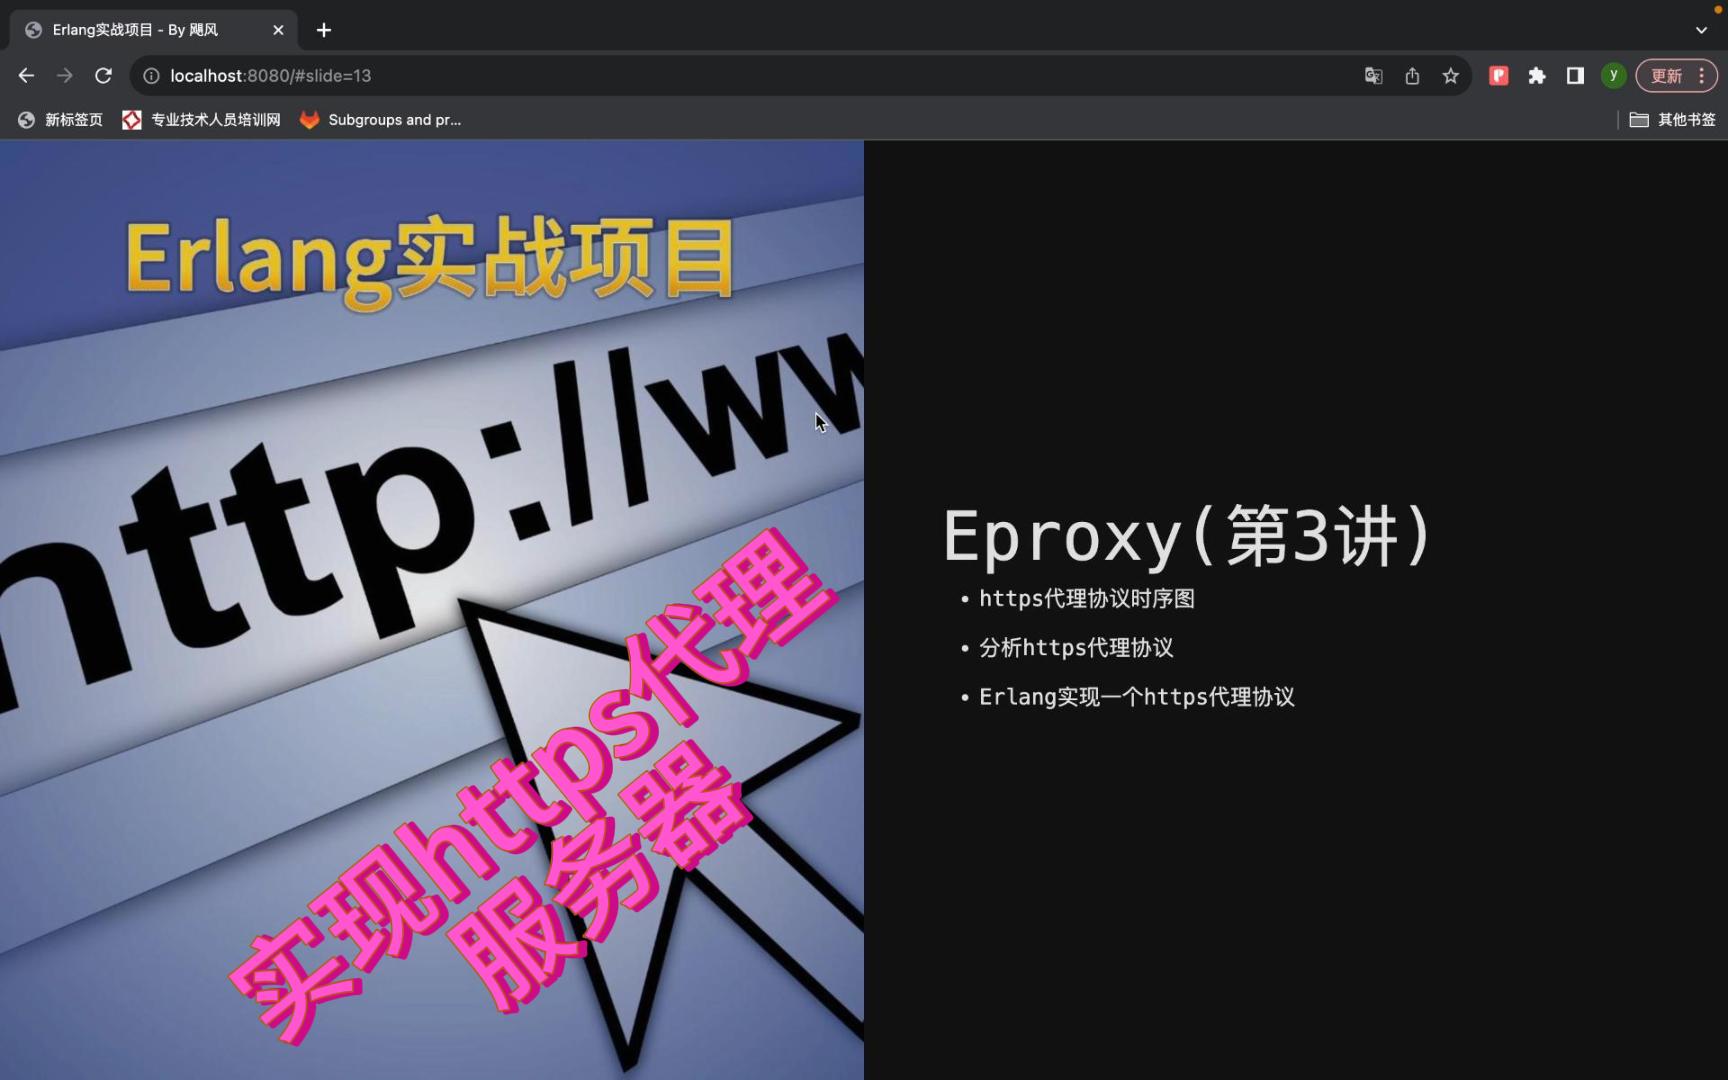 Erlang实战项目 - By 飓风
localhost:8080/#slide=13
y
更新
新标签页
专业技术人员培训网
Subgroups and pr...
其他书签
Erlang实战项目
http://ww
实现https代理
服务器
Eproxy(第3讲)
• https代理协议时序图
• 分析https代理协议
• Erlang实现一个https代理协议